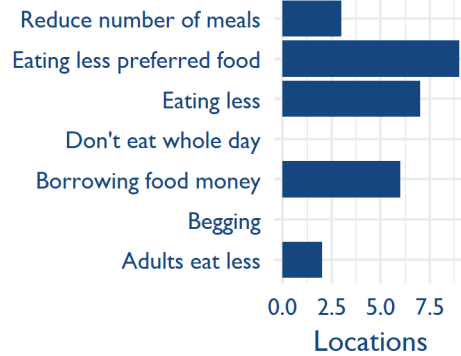 Reduce number of meals
Eating less preferred food
Eating less
Don't eat whole day
Borrowing food money
Begging
Adults eat less
0.0 2.5 5.0 7.5
Locations